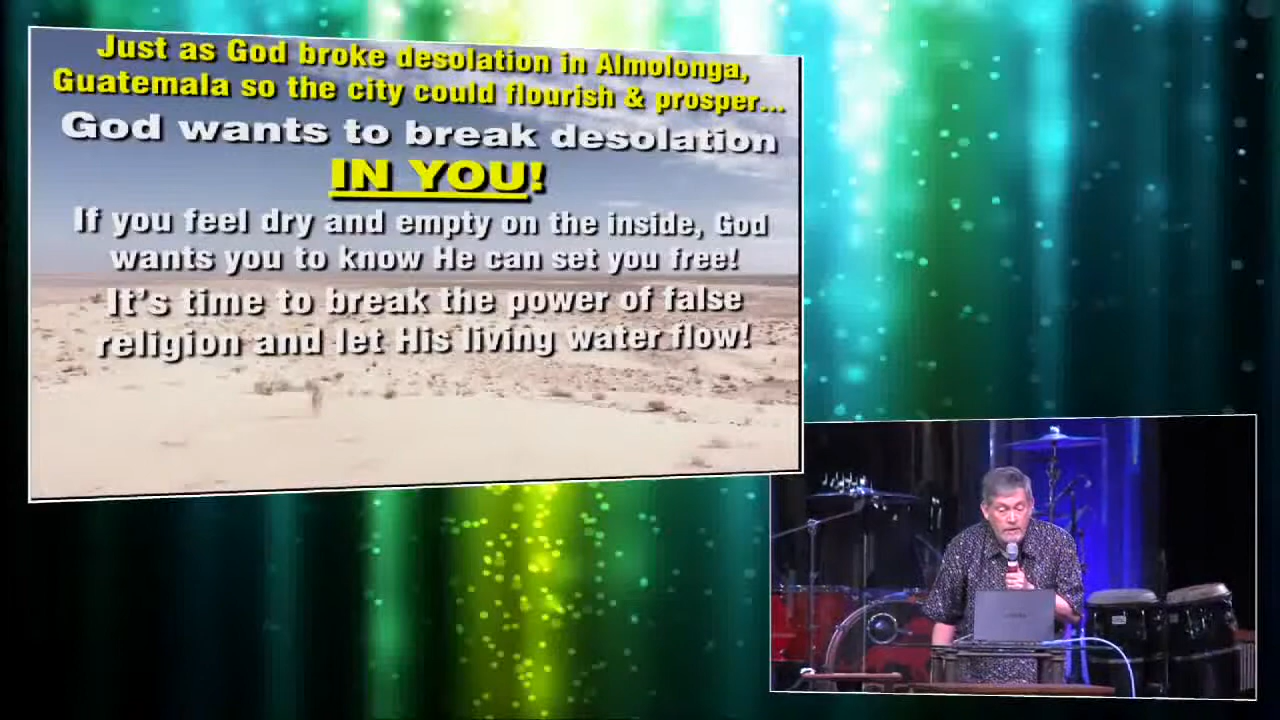 Just as God broke desolation in Almolonga,
Guatemala so the city could flourish & prosper...
God wants to break desolation
IN YOU!
If you feel dry and empty on the inside, God
wants you to know He can set you free!
It's time to break the power of false
religion and let His living water flow!